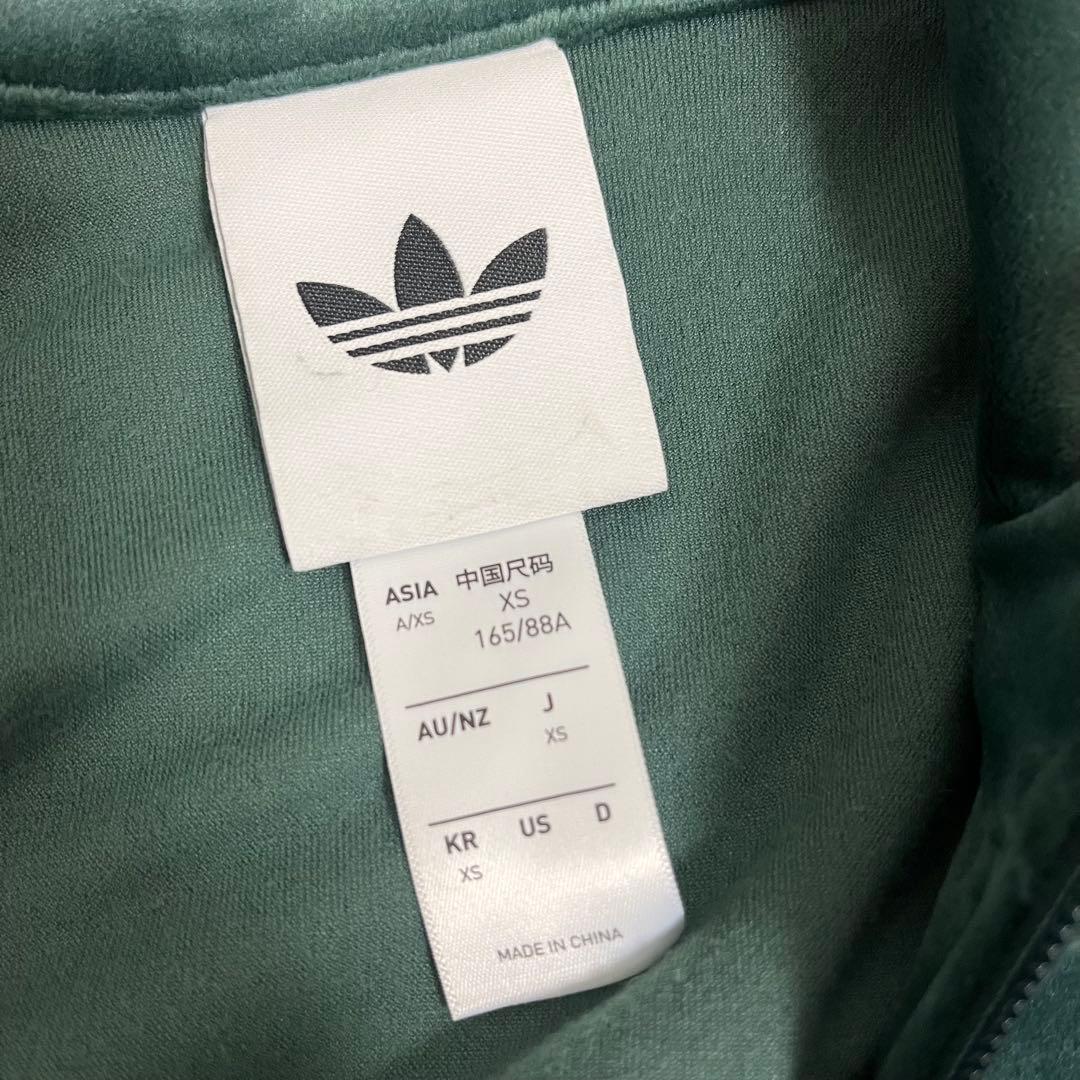 ASIA 中国尺码
A/XS XS
165/88A
AU/NZ J
XS
KR US D
XS
MADE IN CHINA